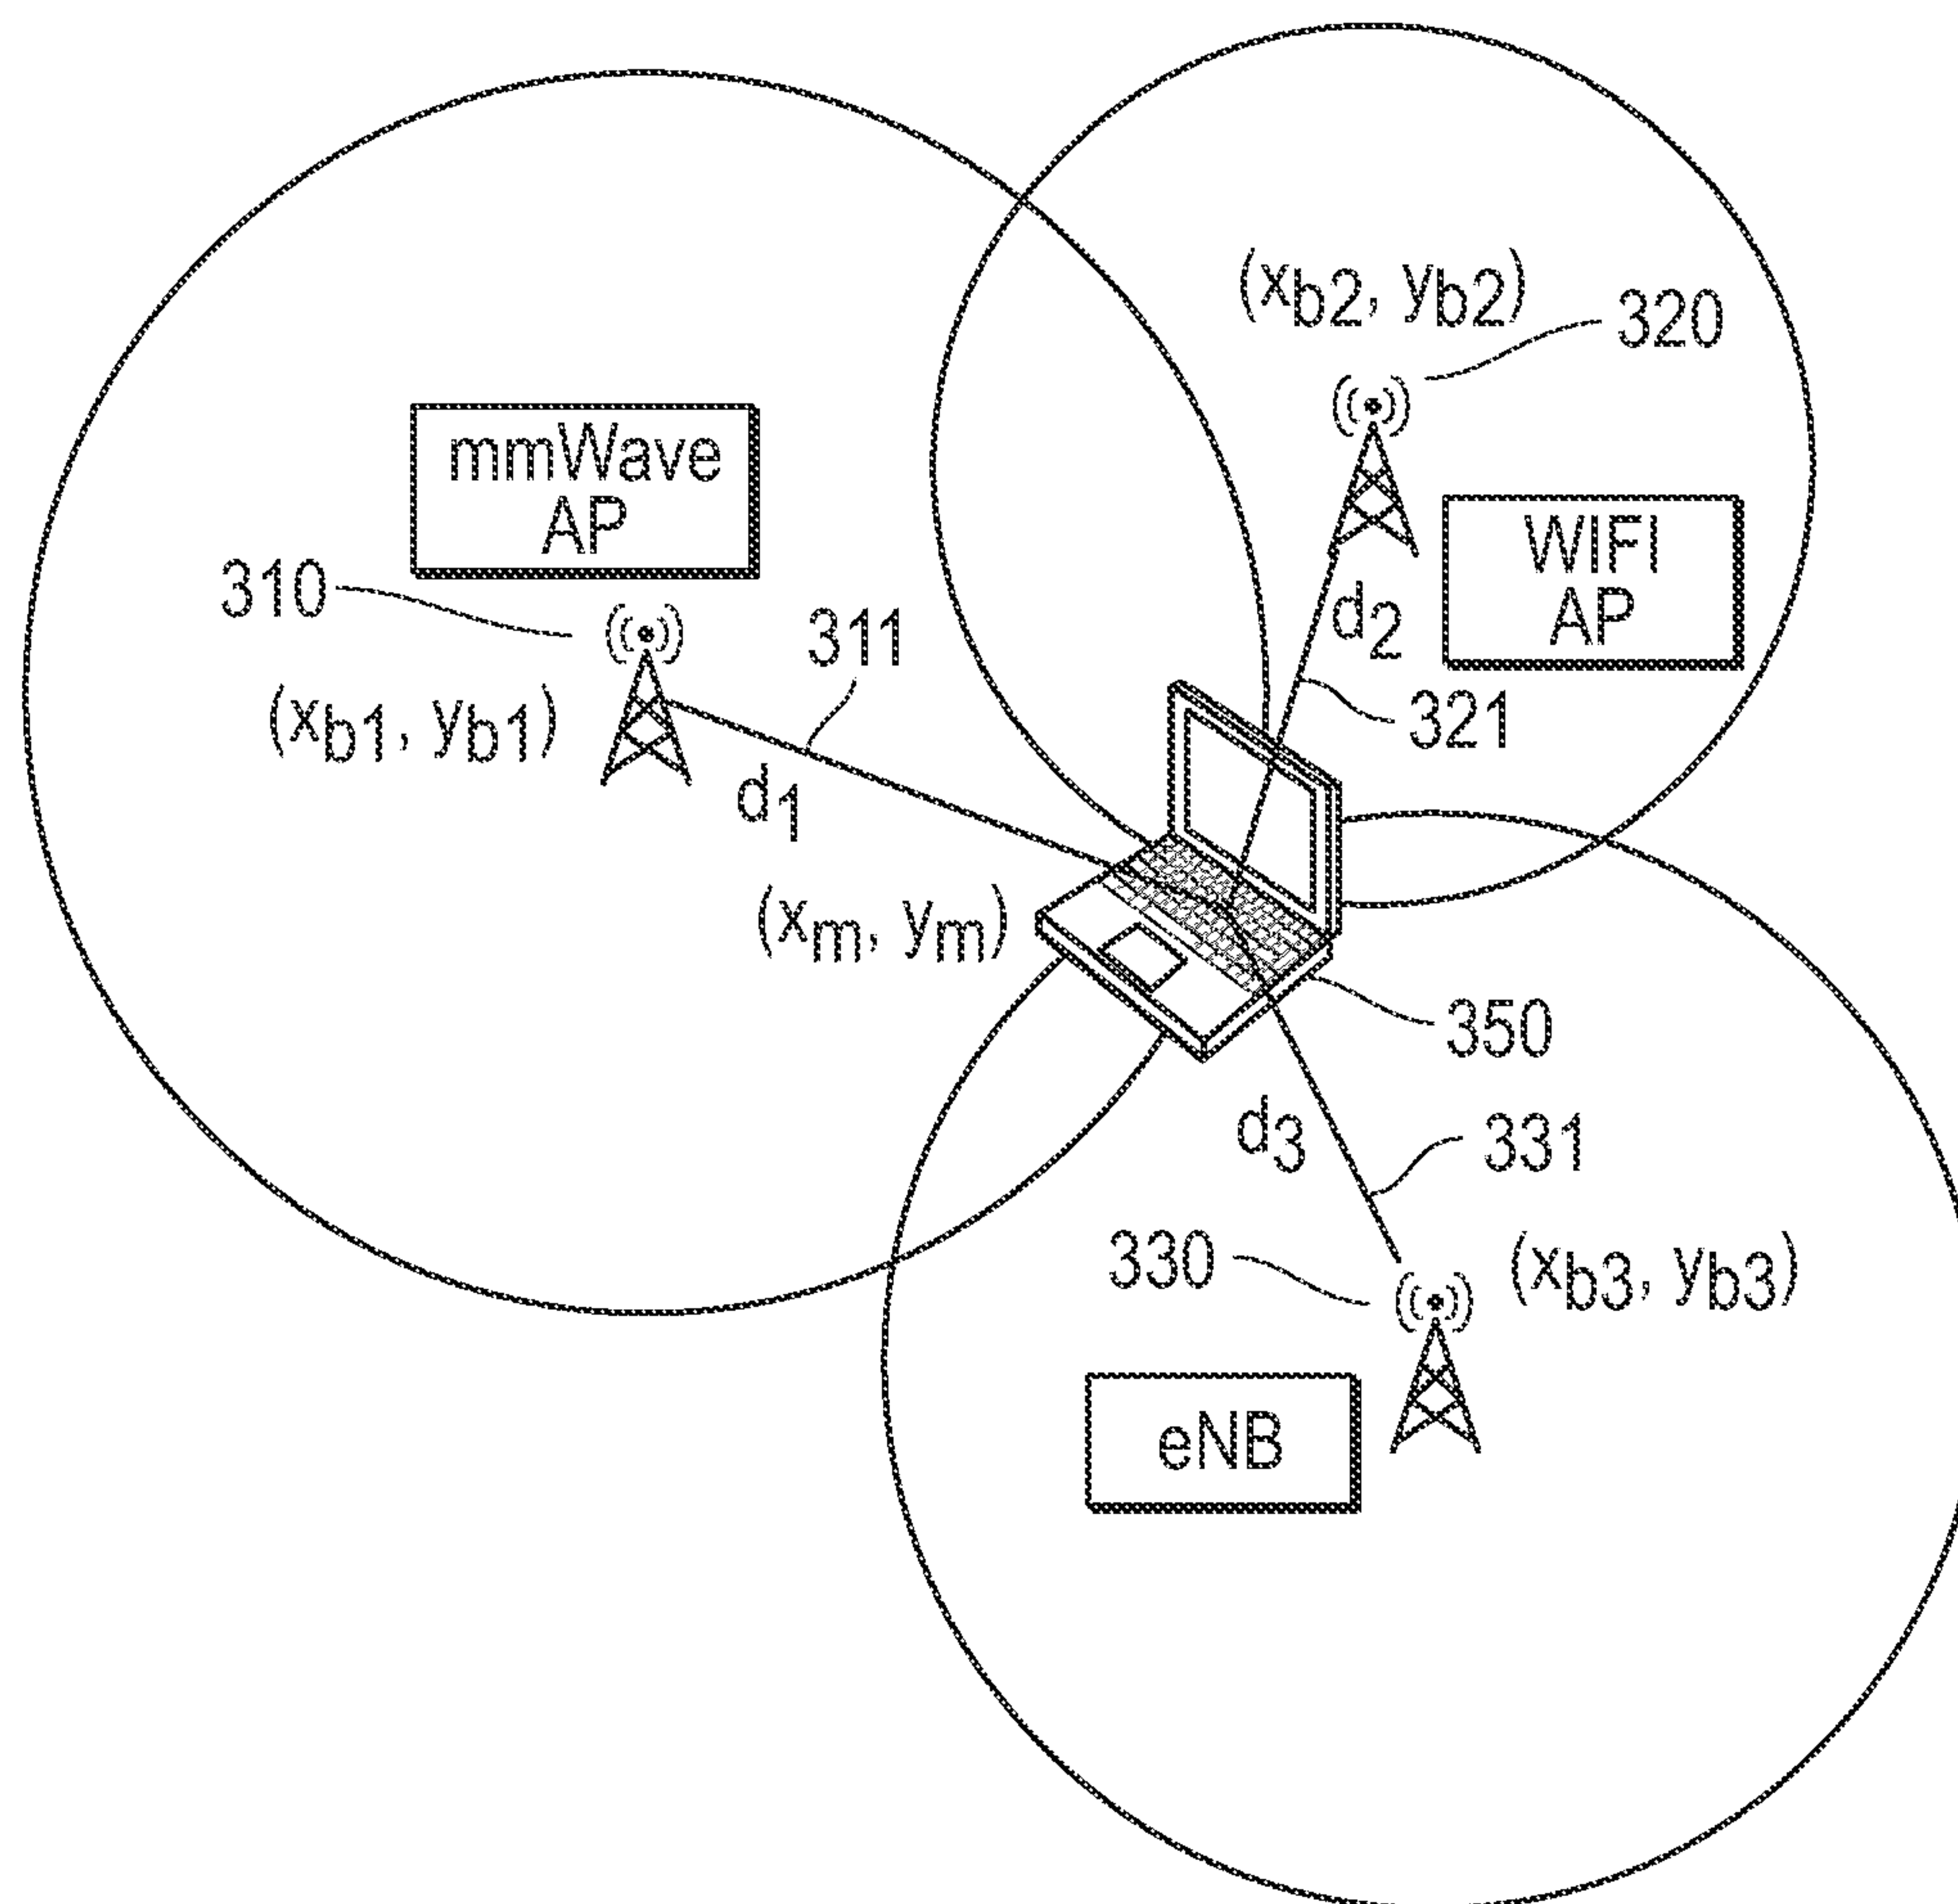 (xb2, yb2)
320
mmWave
AP
WIFI
AP
310
311
d2
(xb1, yb1)
321
d1
(xm, ym)
350
d3
331
330
(xb3, yb3)
eNB